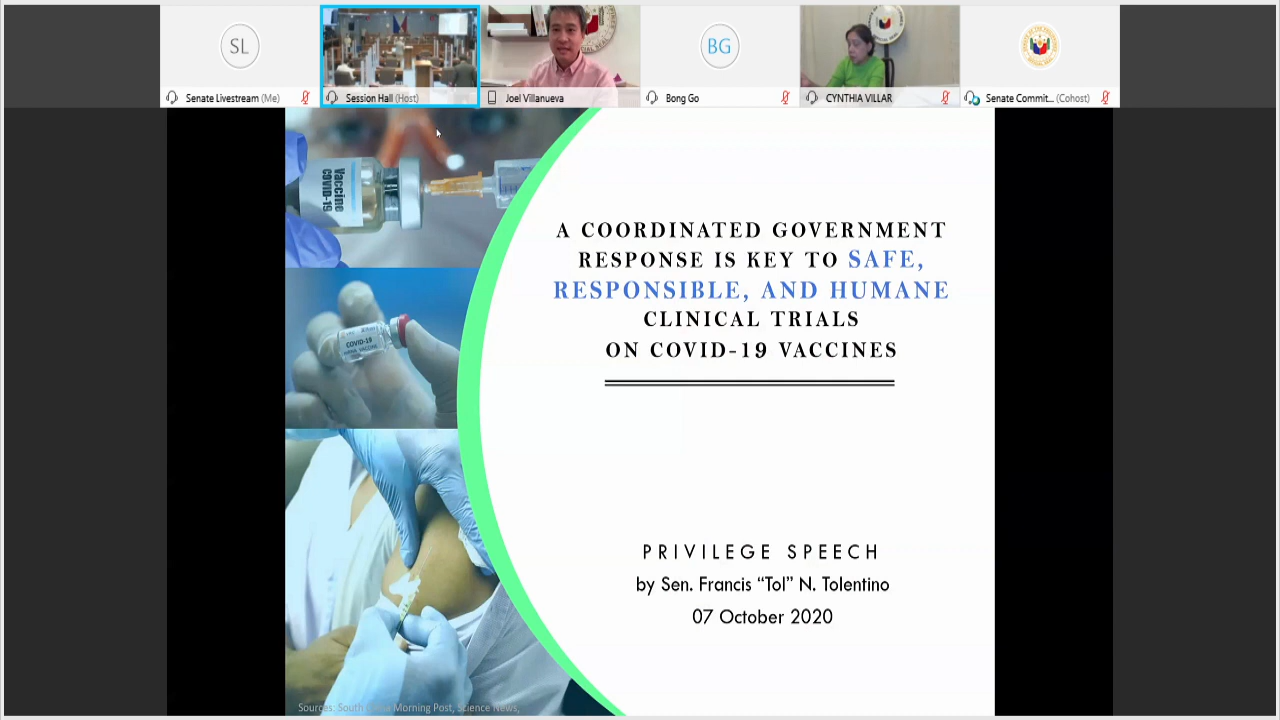 SL
BG
Senate Livestream (Me)
Session Hall (Host)
Joel Villanueva
Bong Go
CYNTHIA VILLAR
Senate Commit... (Cohost)
Vaccine
COVID-19
COVID-19
VACCINE
A COORDINATED GOVERNMENT
RESPONSE IS KEY TO SAFE,
RESPONSIBLE, AND HUMANE
CLINICAL TRIALS
ON COVID-19 VACCINES
PRIVILEGE SPEECH
by Sen. Francis “Tol” N. Tolentino
07 October 2020
Sources: South China Morning Post, Science News,